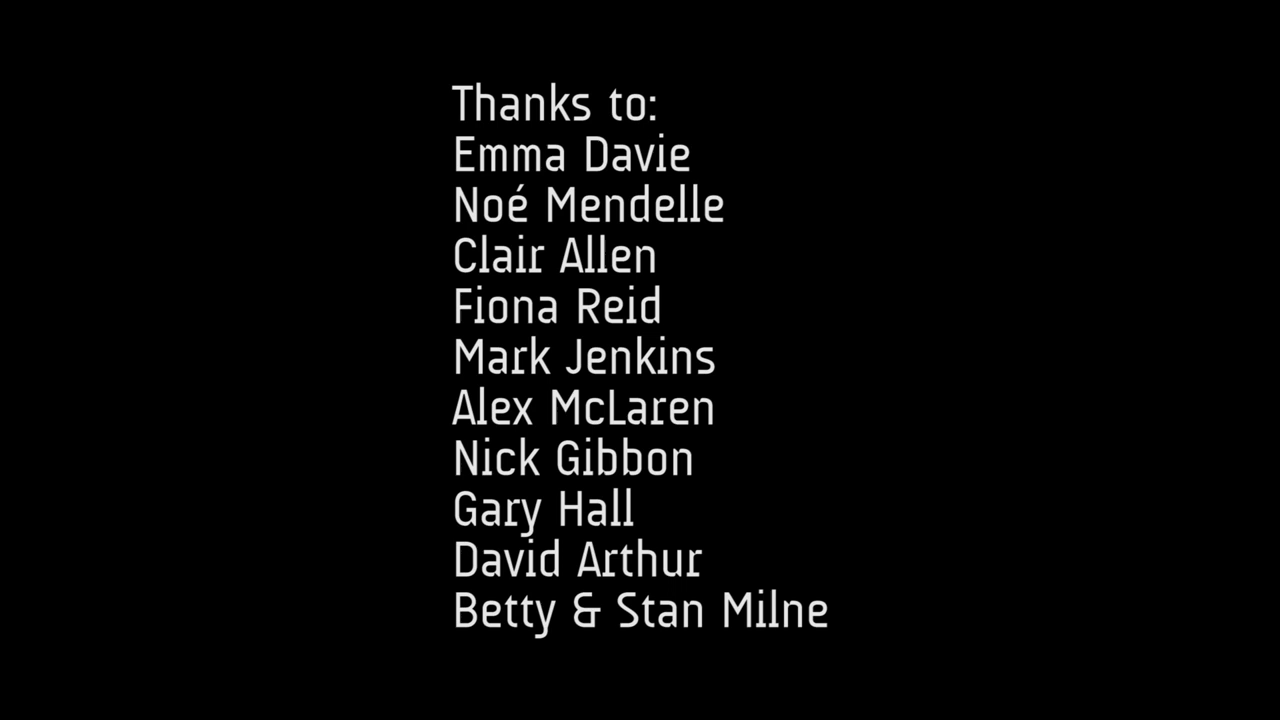 Thanks to:
Emma Davie
Noé Mendelle
Clair Allen
Fiona Reid
Mark Jenkins
Alex McLaren
Nick Gibbon
Gary Hall
David Arthur
Betty & Stan Milne